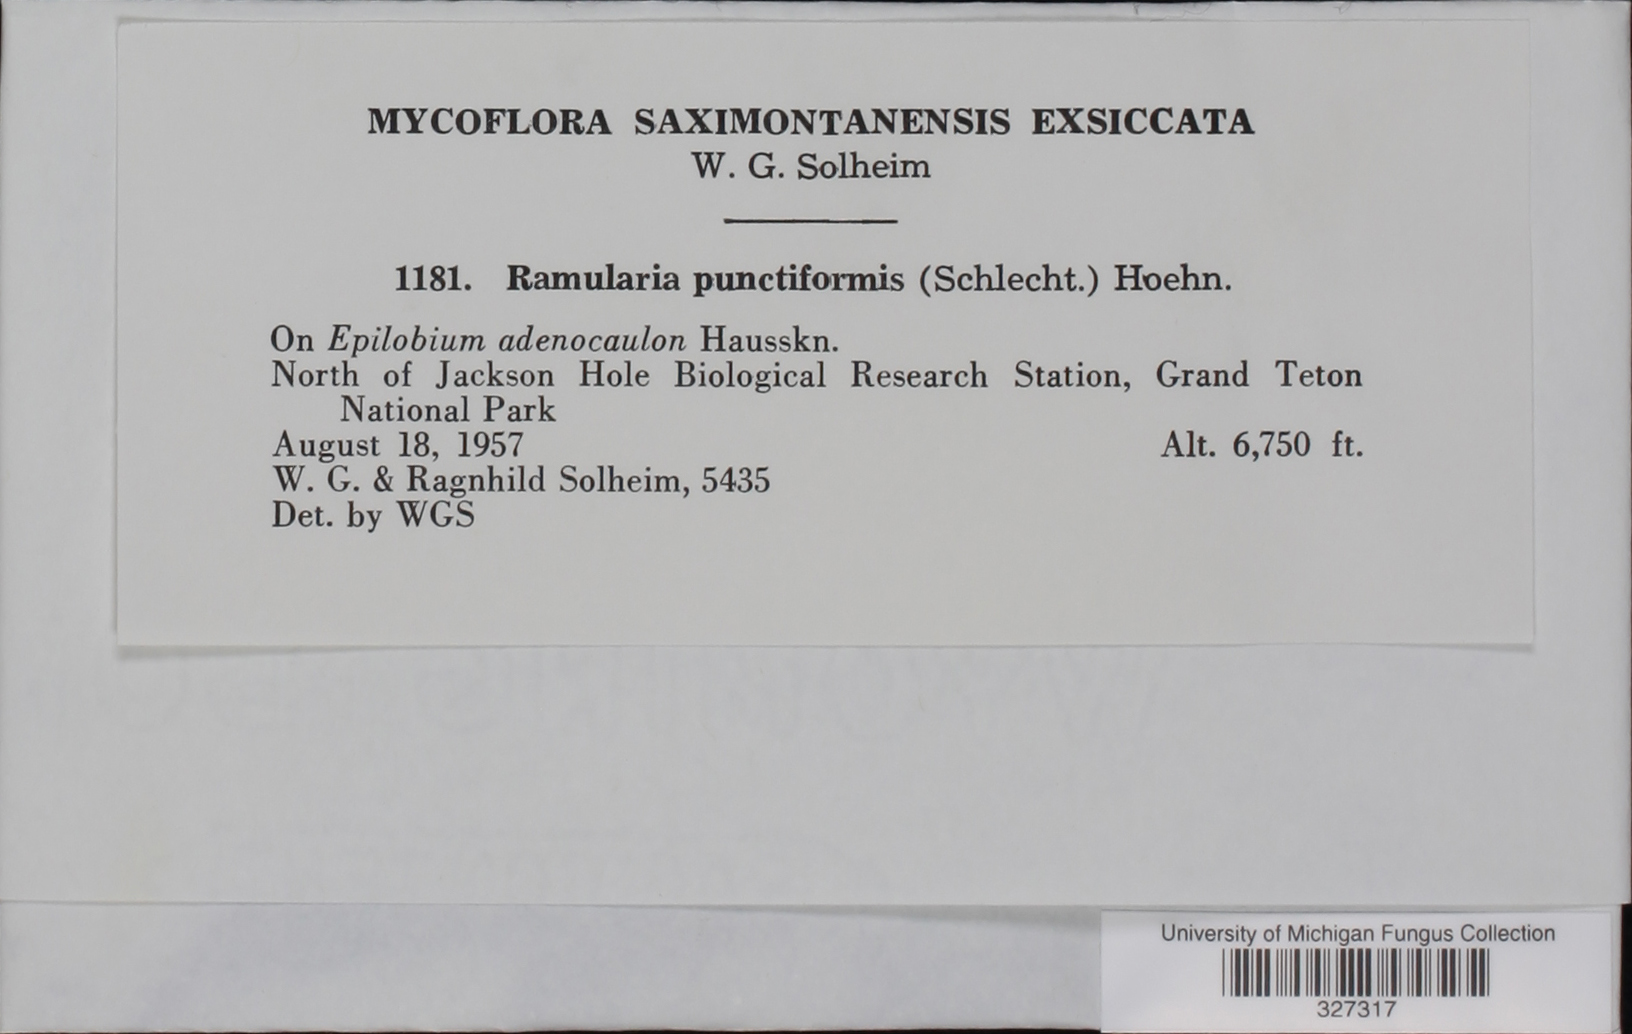 MYCOFLORA SAXIMONTANENSIS EXSICCATA
W. G. Solheim
1181. Ramularia punctiformis (Schlecht.) Hoehn.
On Epilobium adenocaulon Hausskn.
North of Jackson Hole Biological Research Station, Grand Teton
National Park
August 18, 1957 Alt. 6,750 ft.
W. G. & Ragnhild Solheim, 5435
Det. by WGS
University of Michigan Fungus Collection
327317